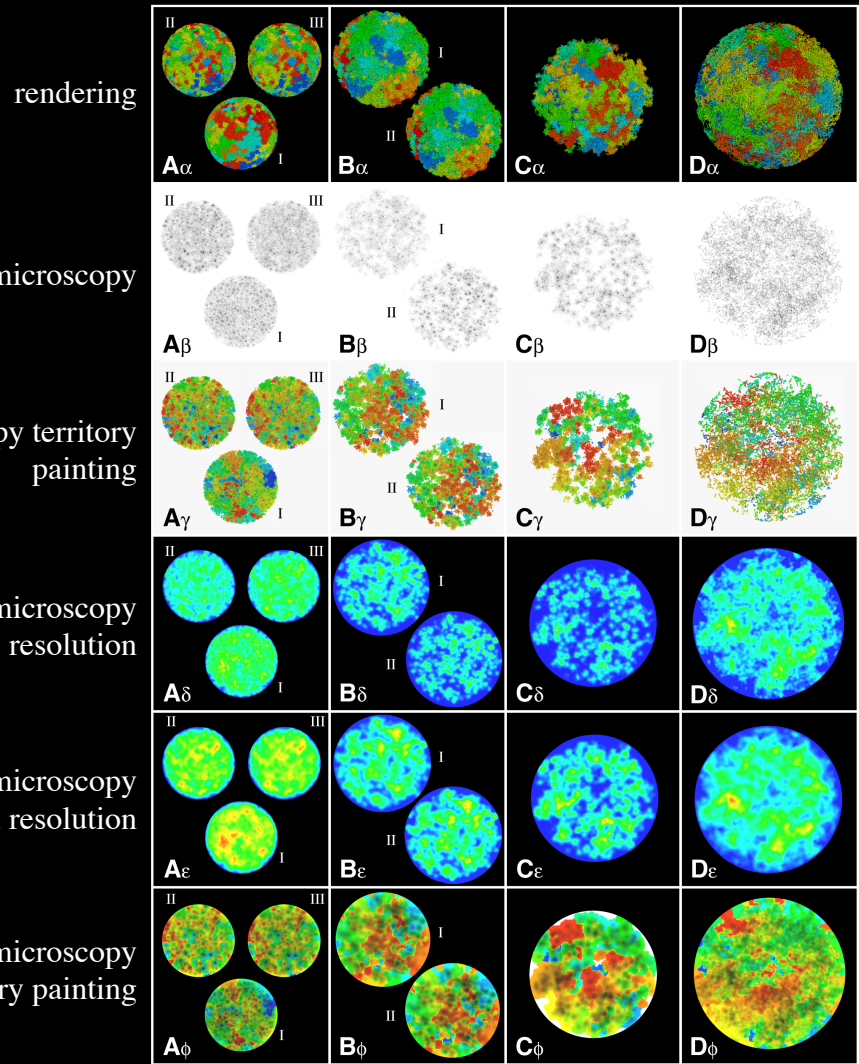 II III I I
rendering
II
Aα Bα Cα Dα
II III I I
microscopy
II
Aβ Bβ Cβ Dβ
II III I I
territory
painting
II
Aγ Bγ Cγ Dγ
II III I I
microscopy
resolution
II
Aδ Bδ Cδ Dδ
II III I I
microscopy
resolution
II
Aε Bε Cε Dε
II III I I
microscopy
painting
II
Aϕ Bϕ Cϕ Dϕ